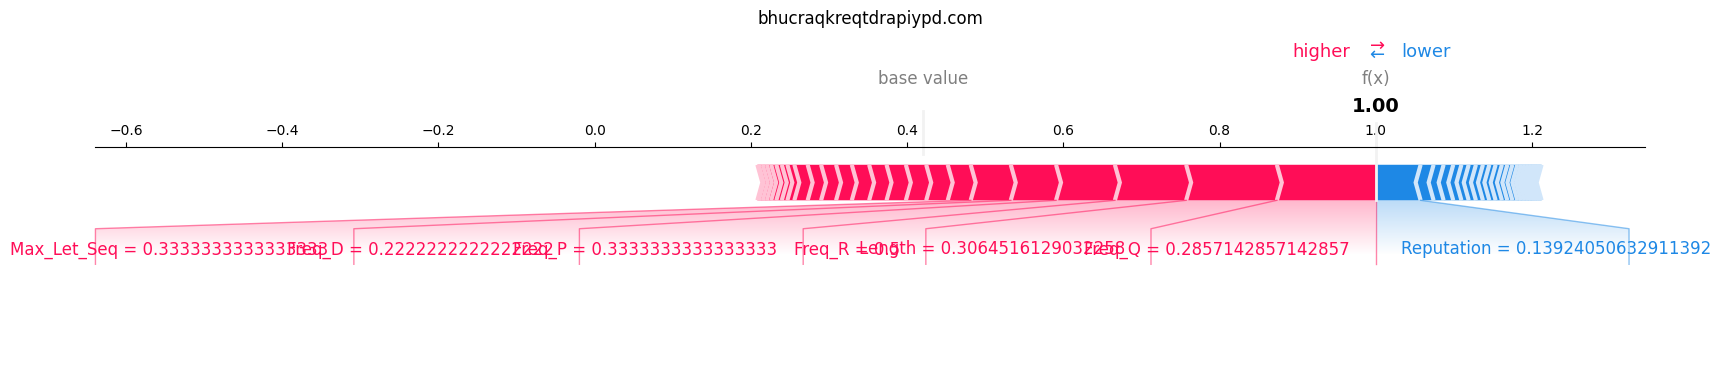 bhucraqkreqtdrapiypd.com
higher → ← lower
base value f(x)
1.00
−0.6 −0.4 −0.2 0.0 0.2 0.4 0.6 0.8 1.0 1.2
Max_Let_Seq = 0.3333333333333333 Freq_D = 0.2222222222222222 Freq_P = 0.3333333333333333 Freq_R = 0.5 Length = 0.3064516129032258 Freq_Q = 0.2857142857142857 Reputation = 0.13924050632911392